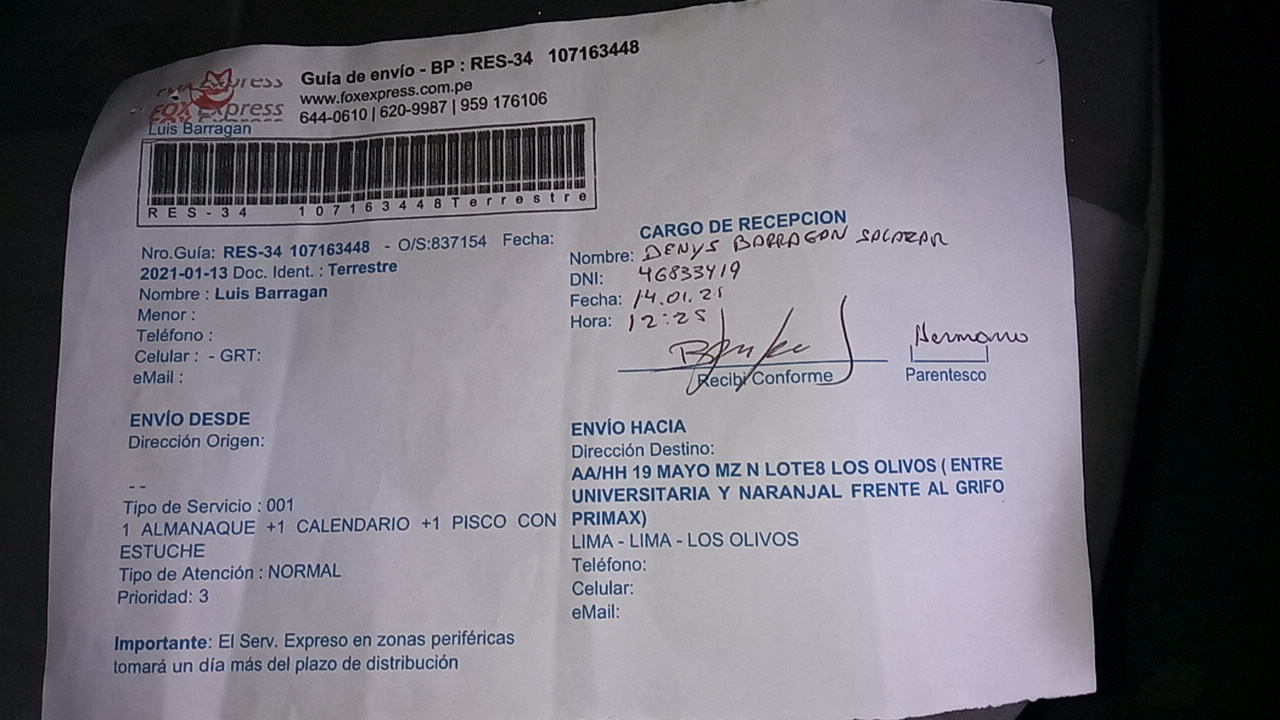 Fox Express
Guía de envío - BP : RES-34 107163448
www.foxexpress.com.pe
644-0610 | 620-9987 | 959 176106
Luis Barragan
RES-34 107163448Terrestre
Nro.Guía: RES-34 107163448 - O/S:837154 Fecha:
2021-01-13 Doc. Ident. : Terrestre
Nombre : Luis Barragan
Menor :
Teléfono :
Celular : - GRT:
eMail :
CARGO DE RECEPCION
Nombre: DENYS BARRAGAN SALAZAR
DNI: 46833419
Fecha: 14.01.21
Hora: 12:25
Recibi Conforme
Hermano
Parentesco
ENVÍO DESDE
Dirección Origen:
- -
Tipo de Servicio : 001
1 ALMANAQUE +1 CALENDARIO +1 PISCO CON
ESTUCHE
Tipo de Atención : NORMAL
Prioridad: 3
ENVÍO HACIA
Dirección Destino:
AA/HH 19 MAYO MZ N LOTE8 LOS OLIVOS ( ENTRE
UNIVERSITARIA Y NARANJAL FRENTE AL GRIFO
PRIMAX)
LIMA - LIMA - LOS OLIVOS
Teléfono:
Celular:
eMail:
Importante: El Serv. Expreso en zonas periféricas
tomará un día más del plazo de distribución